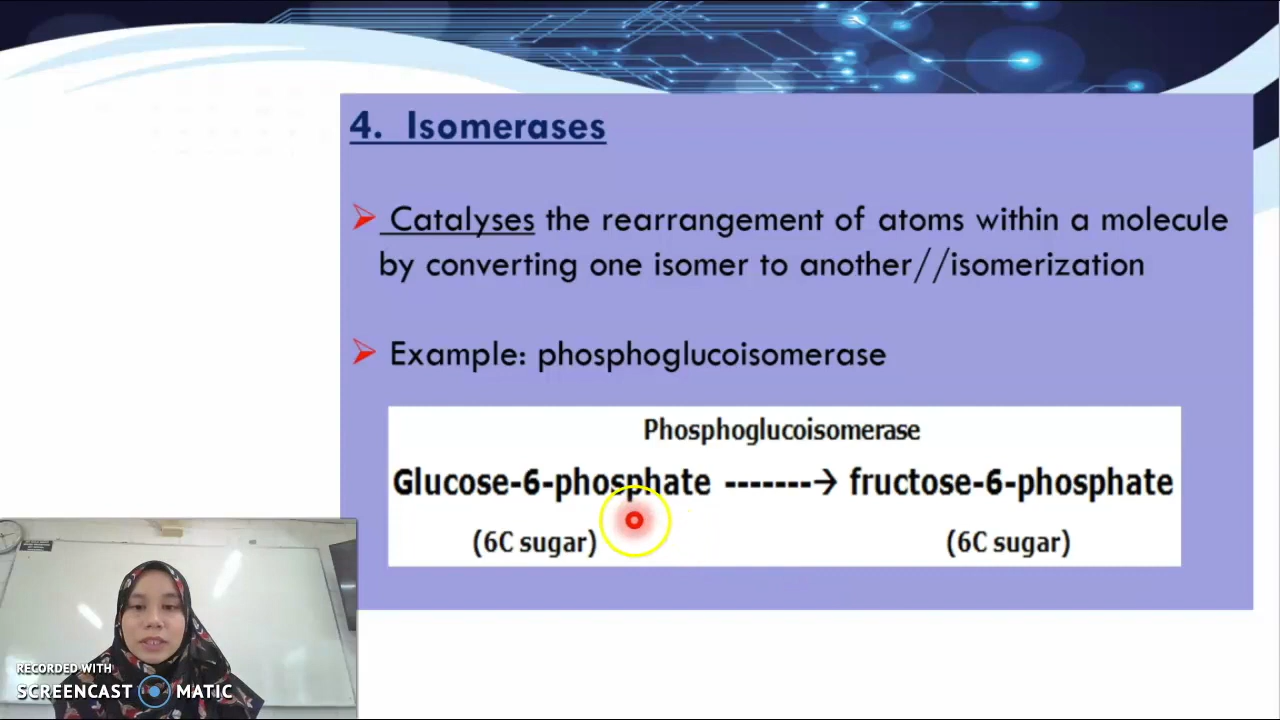 4. Isomerases
Catalyses the rearrangement of atoms within a molecule
by converting one isomer to another//isomerization
Example: phosphoglucoisomerase
Phosphoglucoisomerase
Glucose-6-phosphate -------→ fructose-6-phosphate
(6C sugar) (6C sugar)
RECORDED WITH
SCREENCAST MATIC